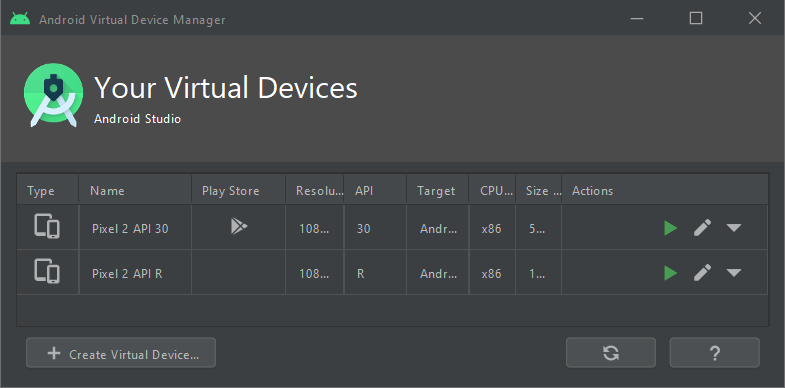 Android Virtual Device Manager
Your Virtual Devices
Android Studio
Type Name Play Store Resolu... API Target CPU... Size ... Actions
Pixel 2 API 30 108... 30 Andr... x86 5...
Pixel 2 API R 108... R Andr... x86 1...
+ Create Virtual Device...
?